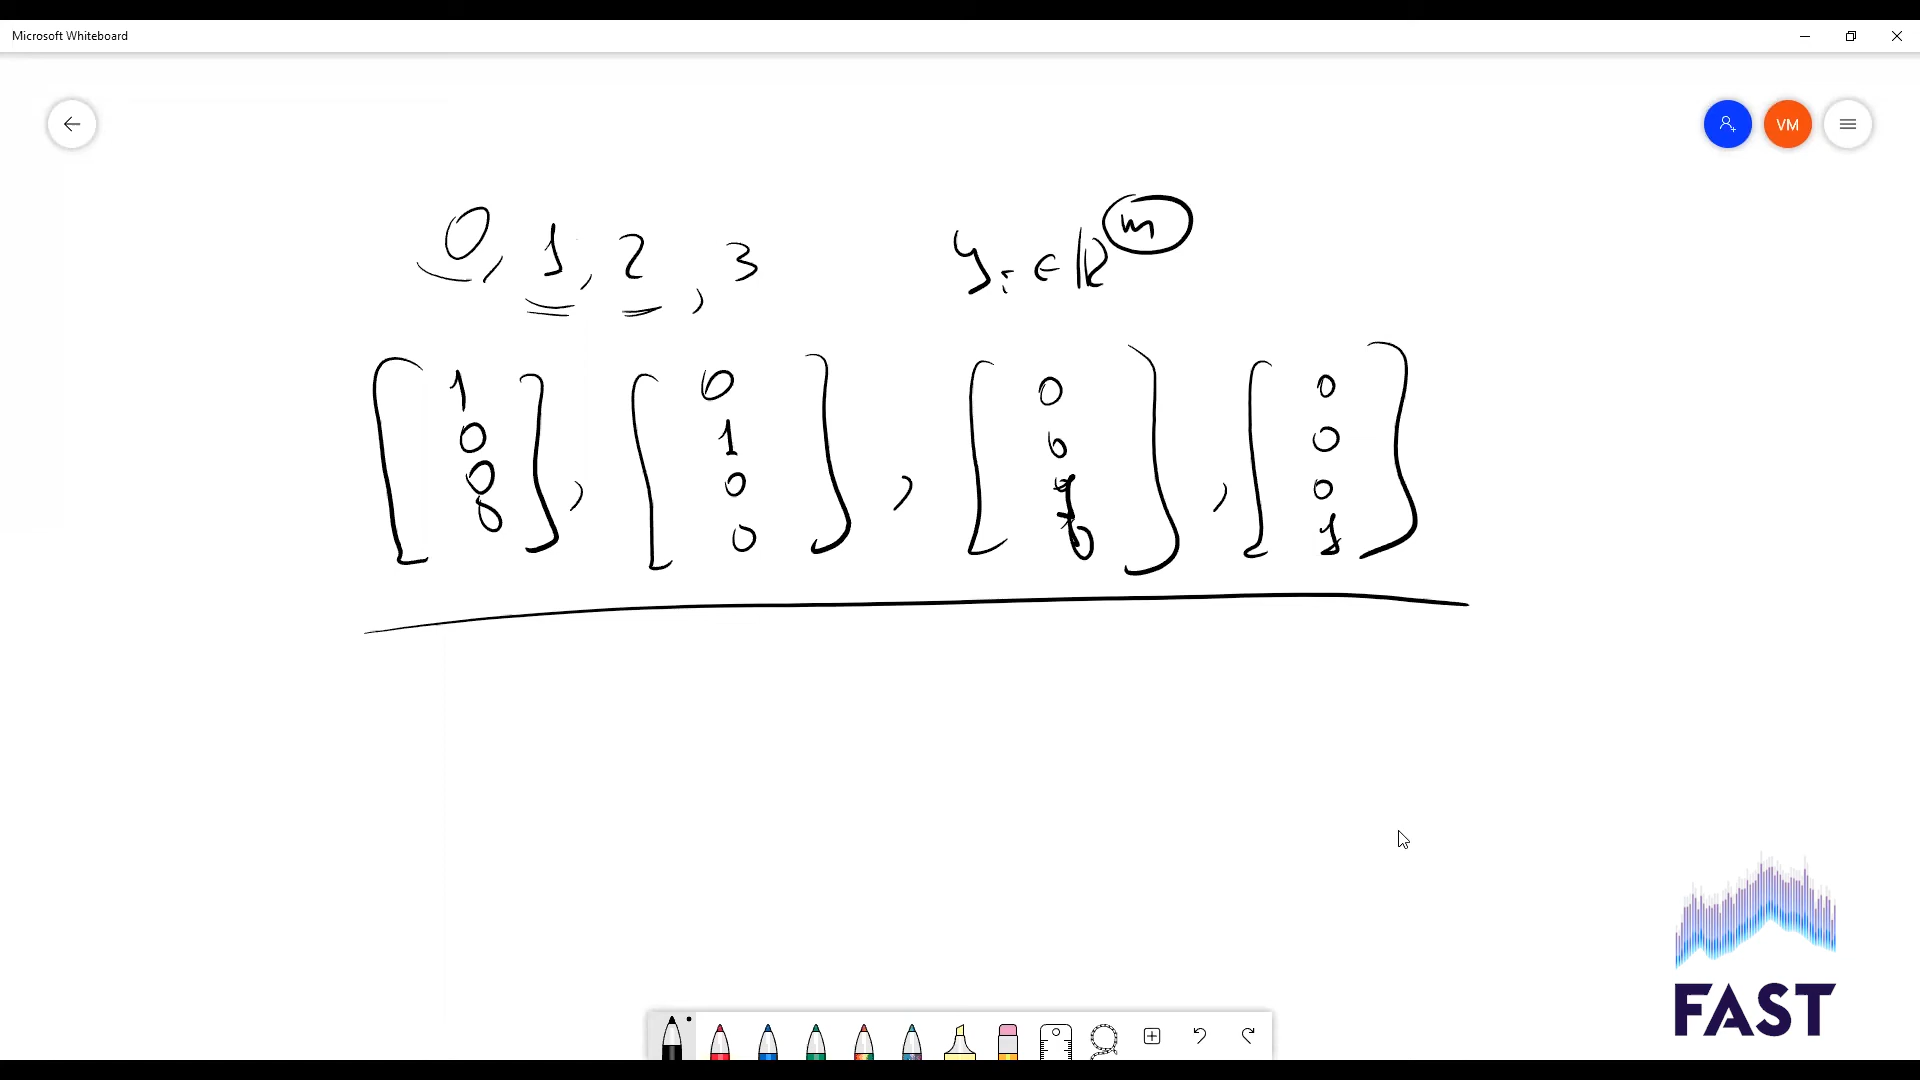 Microsoft Whiteboard
VM
0, 1, 2, 3 yᵢ ∈ ℝᵐ
[1 0 0 0], [0 1 0 0], [0 0 1 0], [0 0 0 1]
FAST